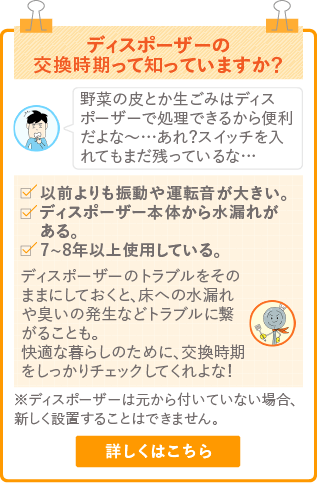 ディスポーザーの
交換時期って知っていますか？
野菜の皮とか生ごみはディス
ポーザーで処理できるから便利
だよな～…あれ？スイッチを入
れてもまだ残っているな…
以前よりも振動や運転音が大きい。
ディスポーザー本体から水漏れが
ある。
7~8年以上使用している。
ディスポーザーのトラブルをその
ままにしておくと、床への水漏れ
や臭いの発生などトラブルに繋
がることも。
快適な暮らしのために、交換時期
をしっかりチェックしてくれよな！
※ディスポーザーは元から付いていない場合、
新しく設置することはできません。
詳しくはこちら